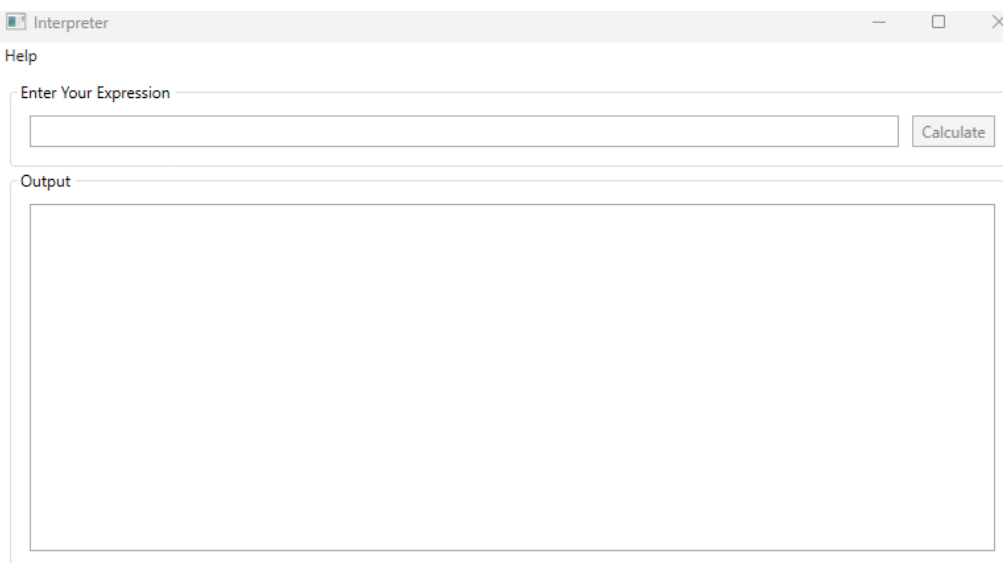 Interpreter
Help
Enter Your Expression
Calculate
Output